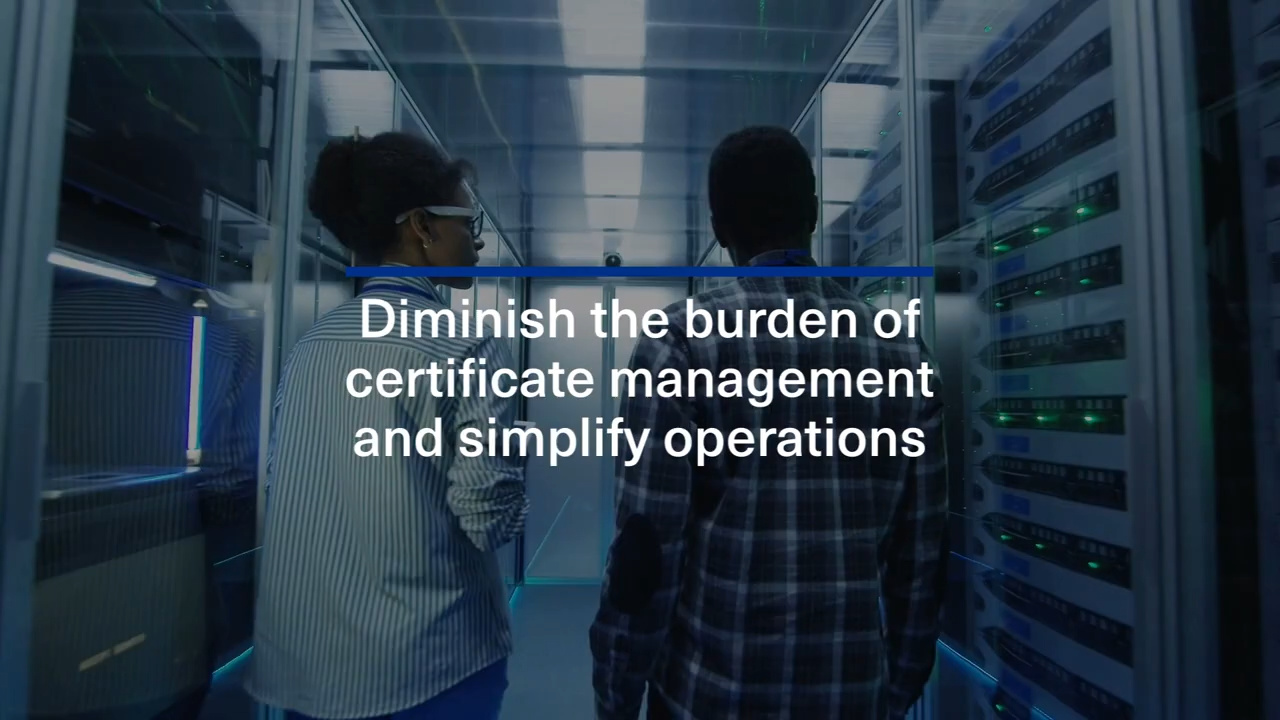 Diminish the burden of
certificate management
and simplify operations